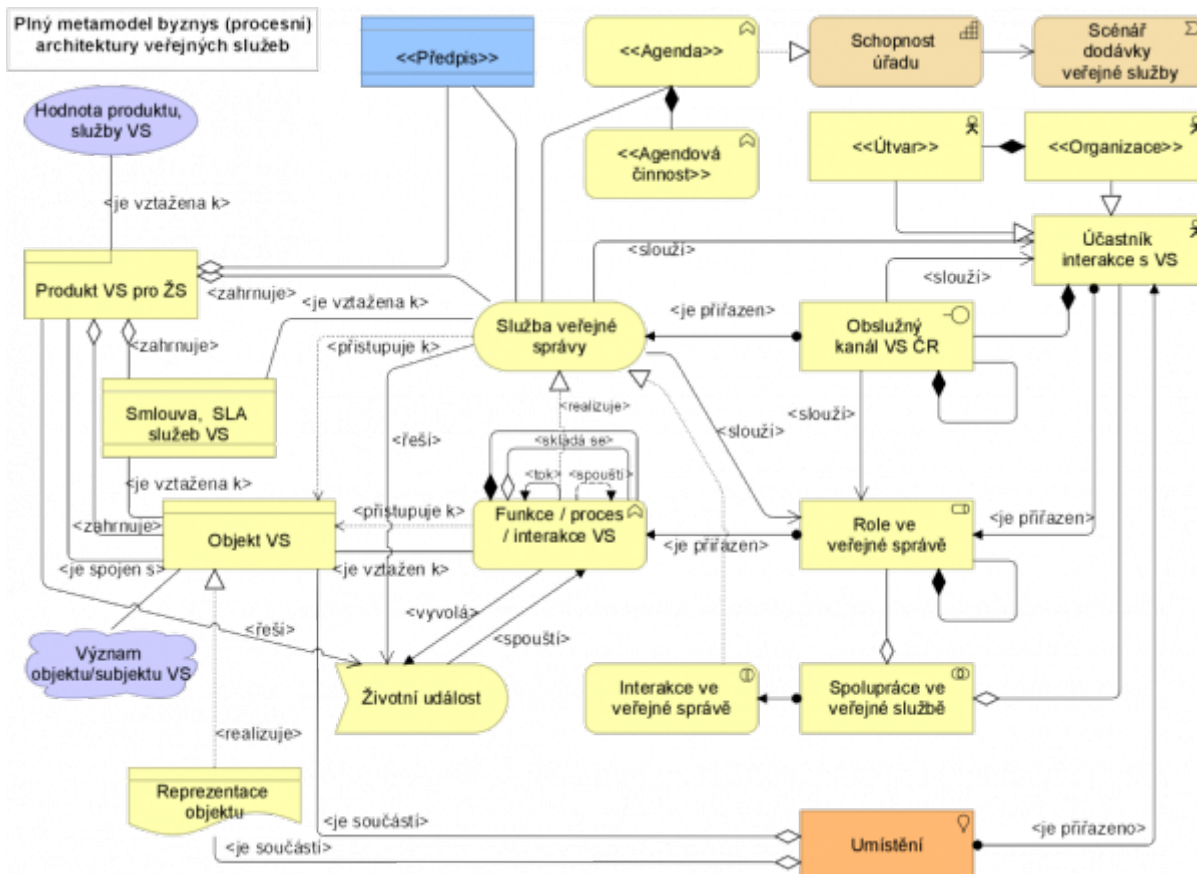 Plný metamodel byznys (procesní)
architektury veřejných služeb
<<Předpis>>
<<Agenda>>
Schopnost
úřadu
Scénář
dodávky
veřejné služby
Hodnota produktu,
služby VS
<<Agendová
činnost>>
<<Útvar>>
<<Organizace>>
<je vztažena k>
<slouží>
Účastník
interakce s VS
<slouží>
Produkt VS pro ŽS
<zahrnuje>
<je vztažena k>
Služba veřejné
správy
<je přiřazen>
Obslužný
kanál VS ČR
<zahrnuje>
<přistupuje k>
<realizuje>
Smlouva, SLA
služeb VS
<řeší>
<skládá se>
<slouží>
<slouží>
<tok>
<spouští>
<je vztažena k>
<zahrnuje>
Objekt VS
<přistupuje k>
Funkce / proces
/ interakce VS
<je přiřazen>
Role ve
veřejné správě
<je přiřazen>
<je spojen s>
<je vztažen k>
<vyvolá>
<řeší>
<spouští>
Význam
objektu/subjektu VS
Životní událost
Interakce ve
veřejné správě
Spolupráce ve
veřejné službě
<realizuje>
Reprezentace
objektu
<je součástí>
<je součástí>
Umístění
<je přiřazeno>